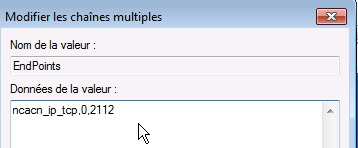 Modifier les chaînes multiples
Nom de la valeur :
EndPoints
Données de la valeur :
ncacn_ip_tcp,0,2112